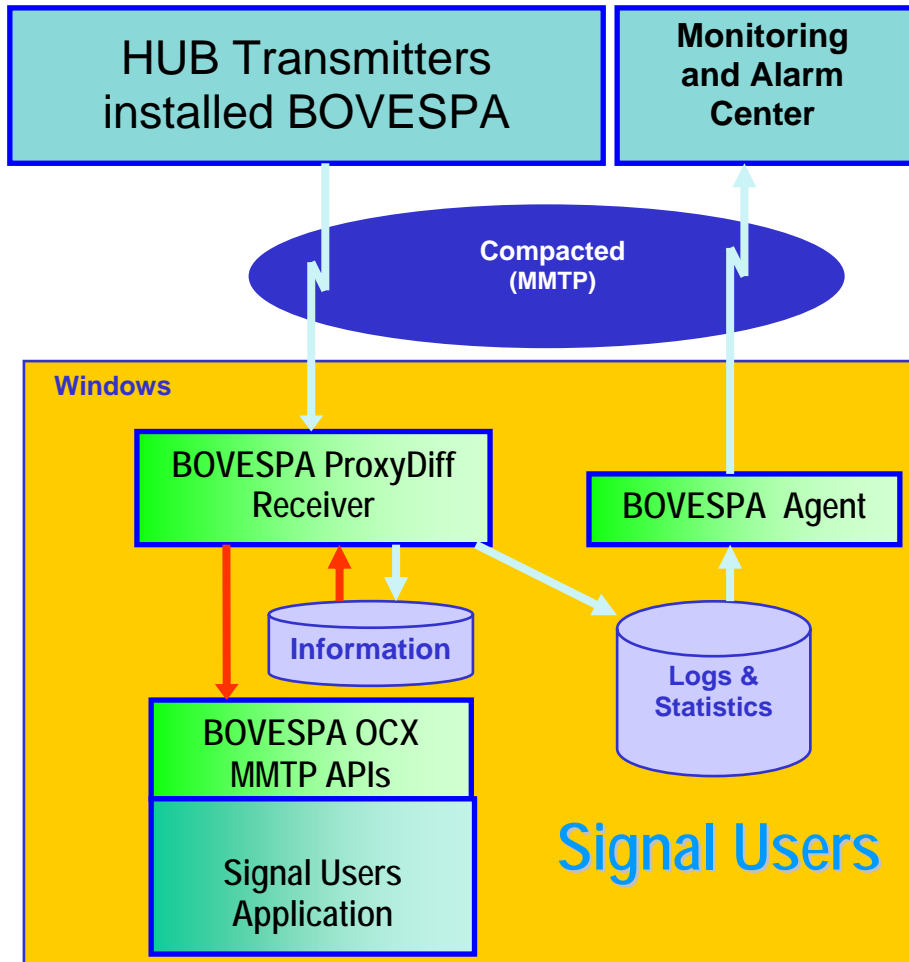 HUB Transmitters
installed BOVESPA
Monitoring
and Alarm
Center
Compacted
(MMTP)
Windows
BOVESPA ProxyDiff
Receiver
BOVESPA Agent
Information
Logs &
Statistics
BOVESPA OCX
MMTP APIs
Signal Users
Signal Users
Application